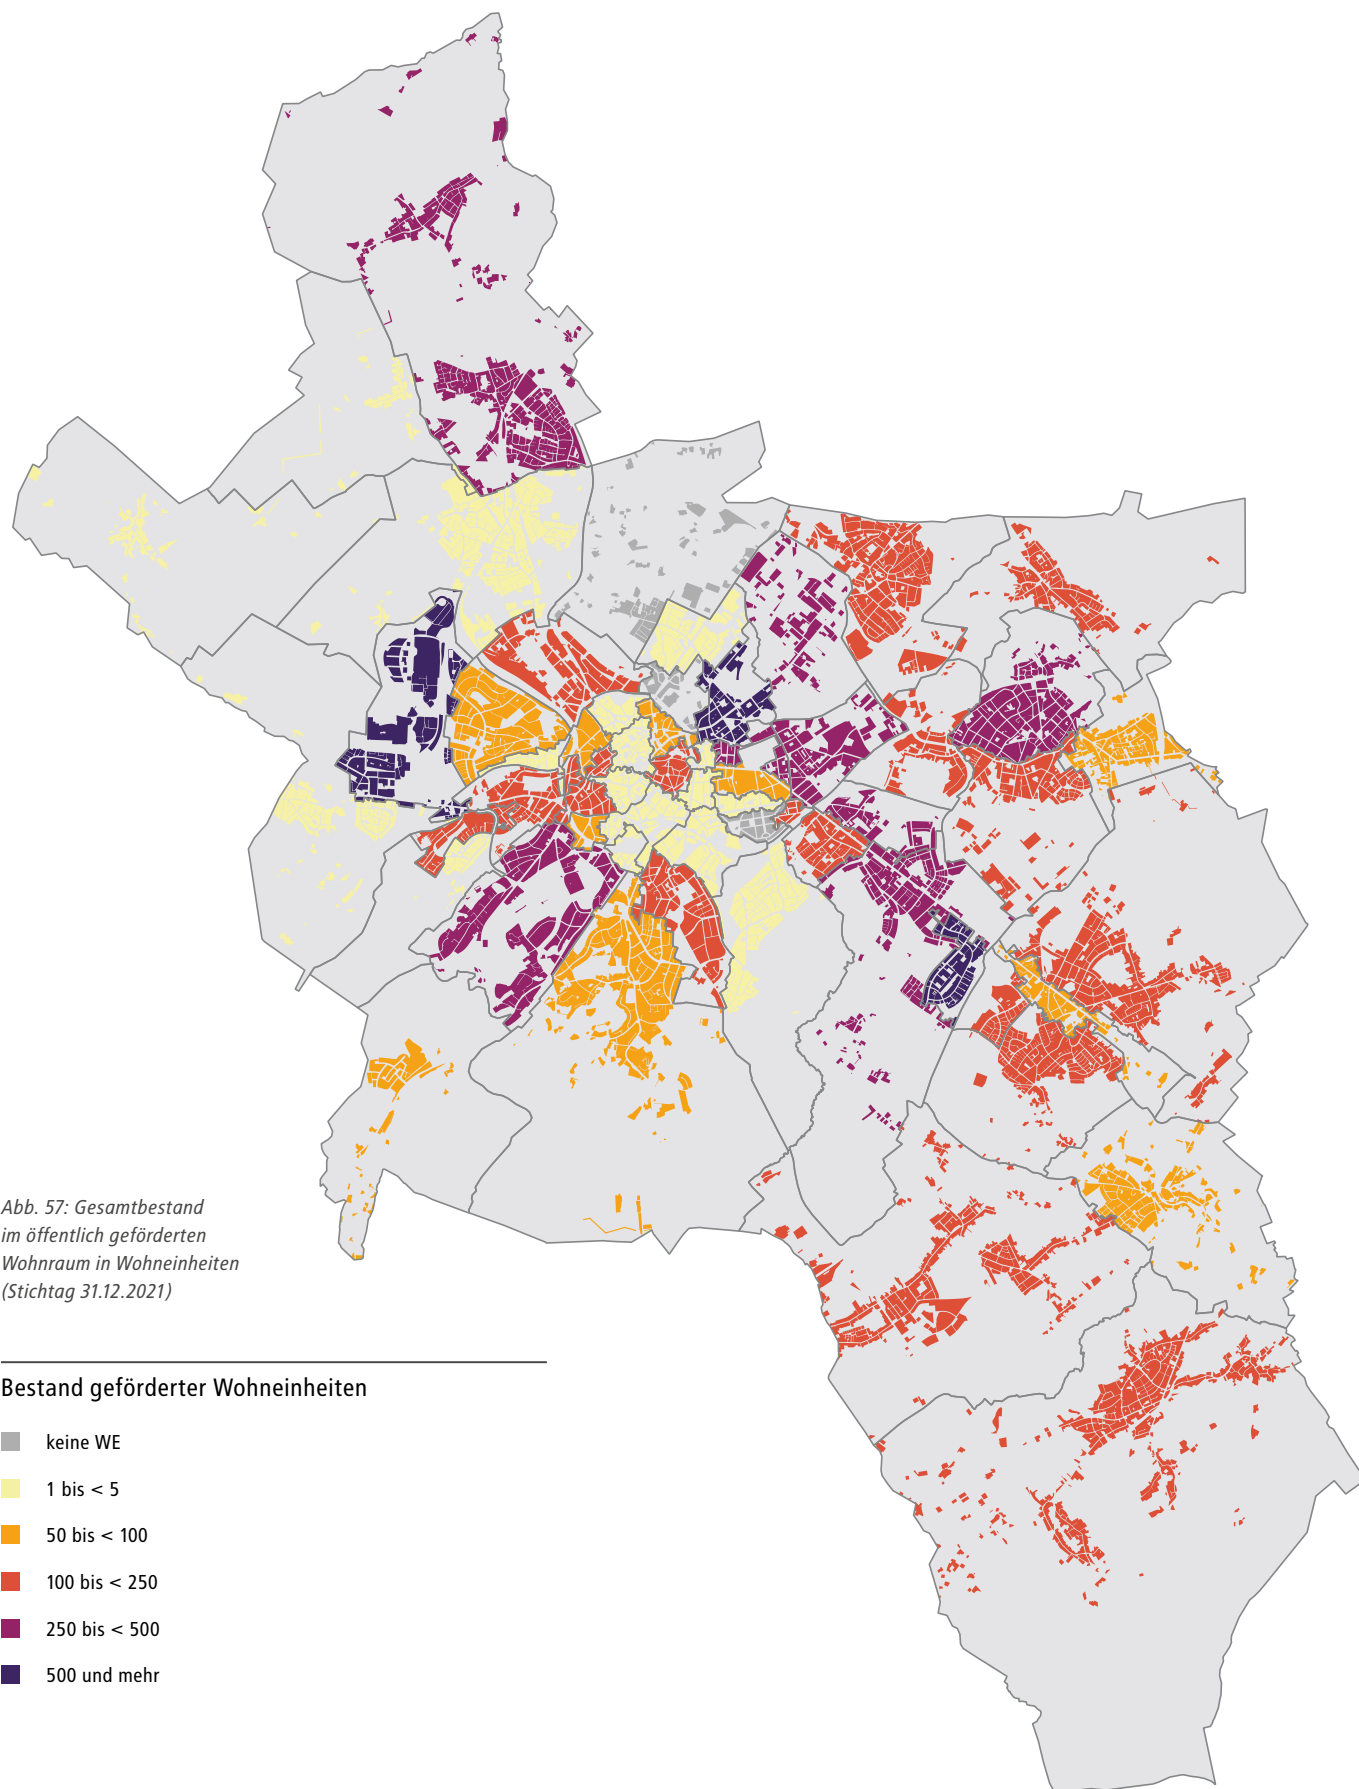 Abb. 57: Gesamtbestand
im öffentlich geförderten
Wohnraum in Wohneinheiten
(Stichtag 31.12.2021)
Bestand geförderter Wohneinheiten
keine WE
1 bis < 5
50 bis < 100
100 bis < 250
250 bis < 500
500 und mehr